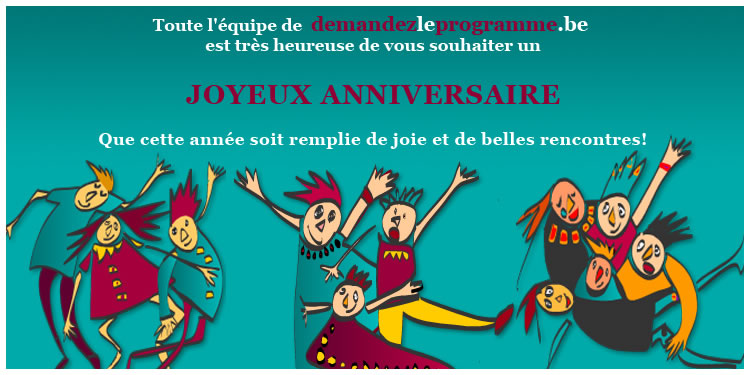 Toute l'équipe de demandezleprogramme.be
est très heureuse de vous souhaiter un
JOYEUX ANNIVERSAIRE
Que cette année soit remplie de joie et de belles rencontres!